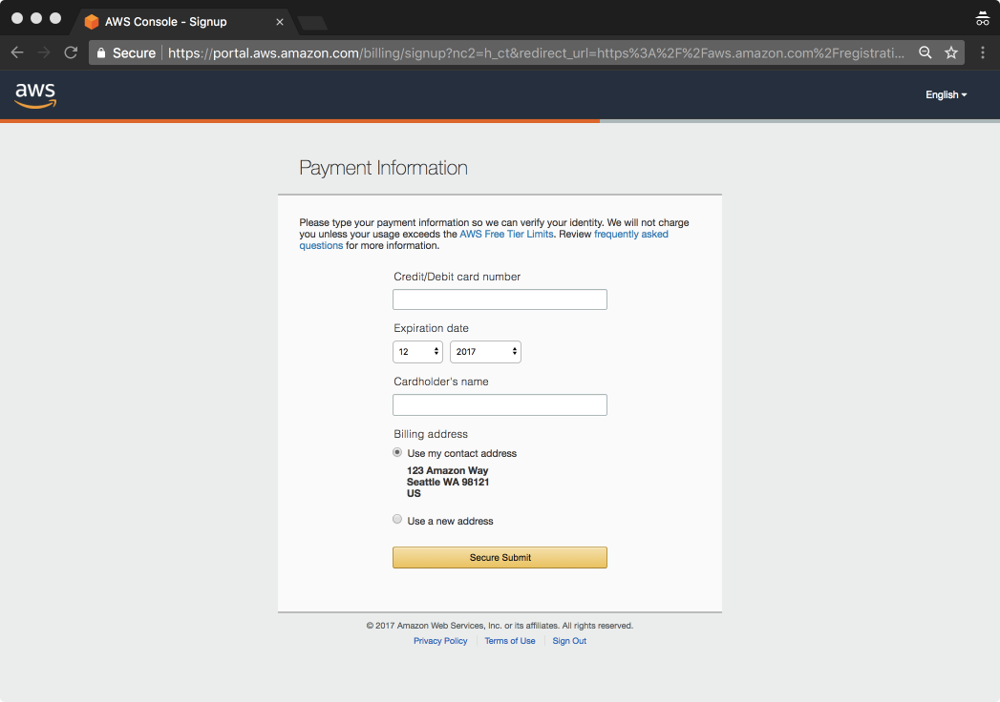 AWS Console - Signup
Secure https://portal.aws.amazon.com/billing/signup?nc2=h_ct&redirect_url=https%3A%2F%2Faws.amazon.com%2Fregistrati...
aws
English
Payment Information
Please type your payment information so we can verify your identity. We will not charge
you unless your usage exceeds the AWS Free Tier Limits. Review frequently asked
questions for more information.
Credit/Debit card number
Expiration date
12 2017
Cardholder's name
Billing address
Use my contact address
123 Amazon Way
Seattle WA 98121
US
Use a new address
Secure Submit
© 2017 Amazon Web Services, Inc. or its affiliates. All rights reserved.
Privacy Policy Terms of Use Sign Out